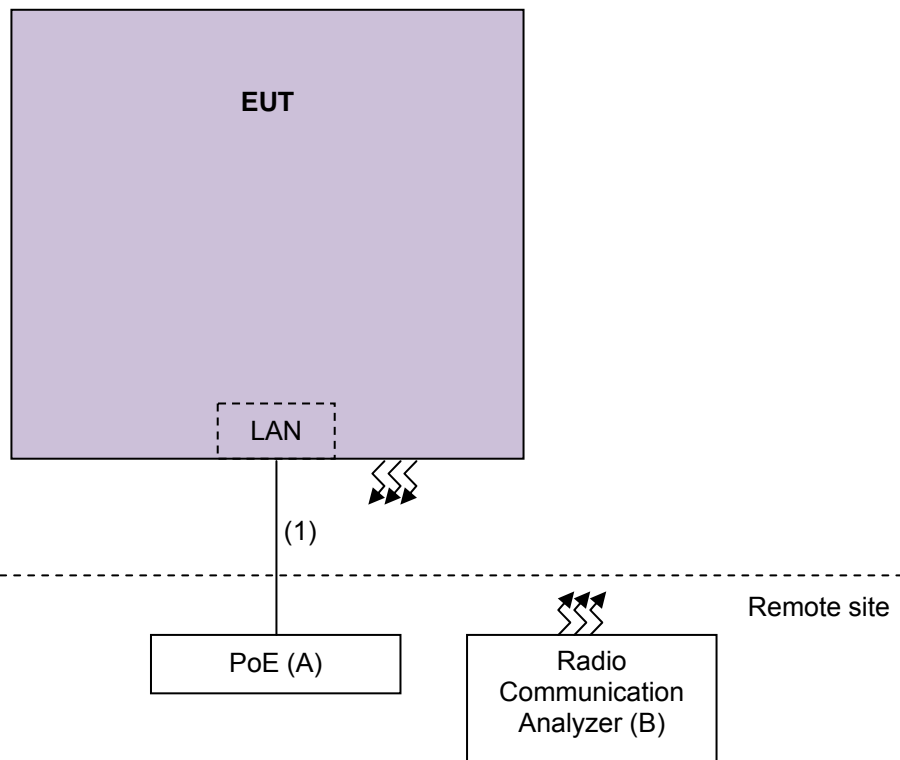 EUT
LAN
(1)
Remote site
PoE (A)
Radio
Communication
Analyzer (B)